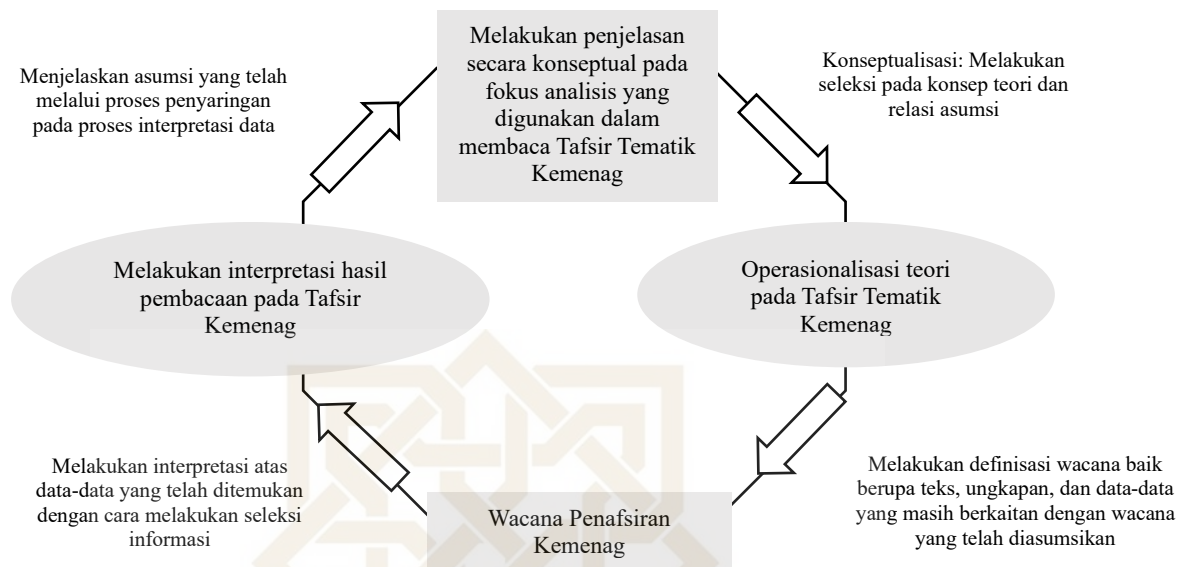 Melakukan penjelasan
secara konseptual pada
fokus analisis yang
digunakan dalam
membaca Tafsir Tematik
Kemenag
Menjelaskan asumsi yang telah
melalui proses penyaringan
pada proses interpretasi data
Konseptualisasi: Melakukan
seleksi pada konsep teori dan
relasi asumsi
Melakukan interpretasi hasil
pembacaan pada Tafsir
Kemenag
Operasionalisasi teori
pada Tafsir Tematik
Kemenag
Melakukan interpretasi atas
data-data yang telah ditemukan
dengan cara melakukan seleksi
informasi
Wacana Penafsiran
Kemenag
Melakukan definisasi wacana baik
berupa teks, ungkapan, dan data-data
yang masih berkaitan dengan wacana
yang telah diasumsikan